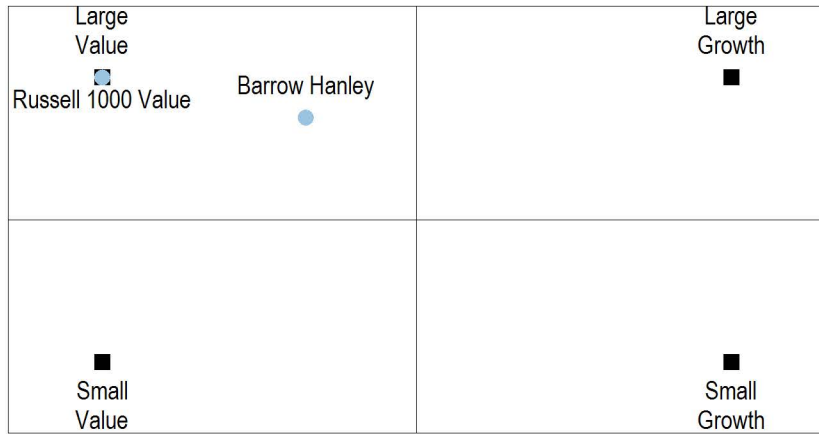 Large
Value
Russell 1000 Value
Barrow Hanley
Large
Growth
Small
Value
Small
Growth